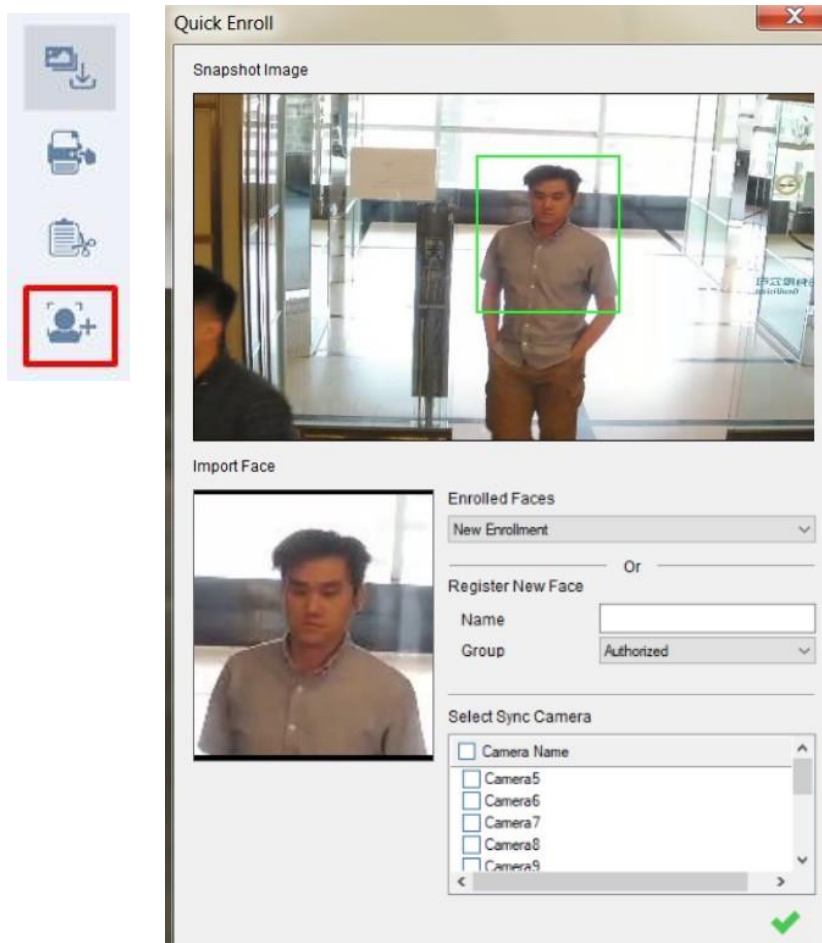 Quick Enroll
Snapshot Image
Import Face
Enrolled Faces
New Enrollment
Or
Register New Face
Name
Group
Authorized
Select Sync Camera
Camera Name
Camera5
Camera6
Camera7
Camera8
Camera9